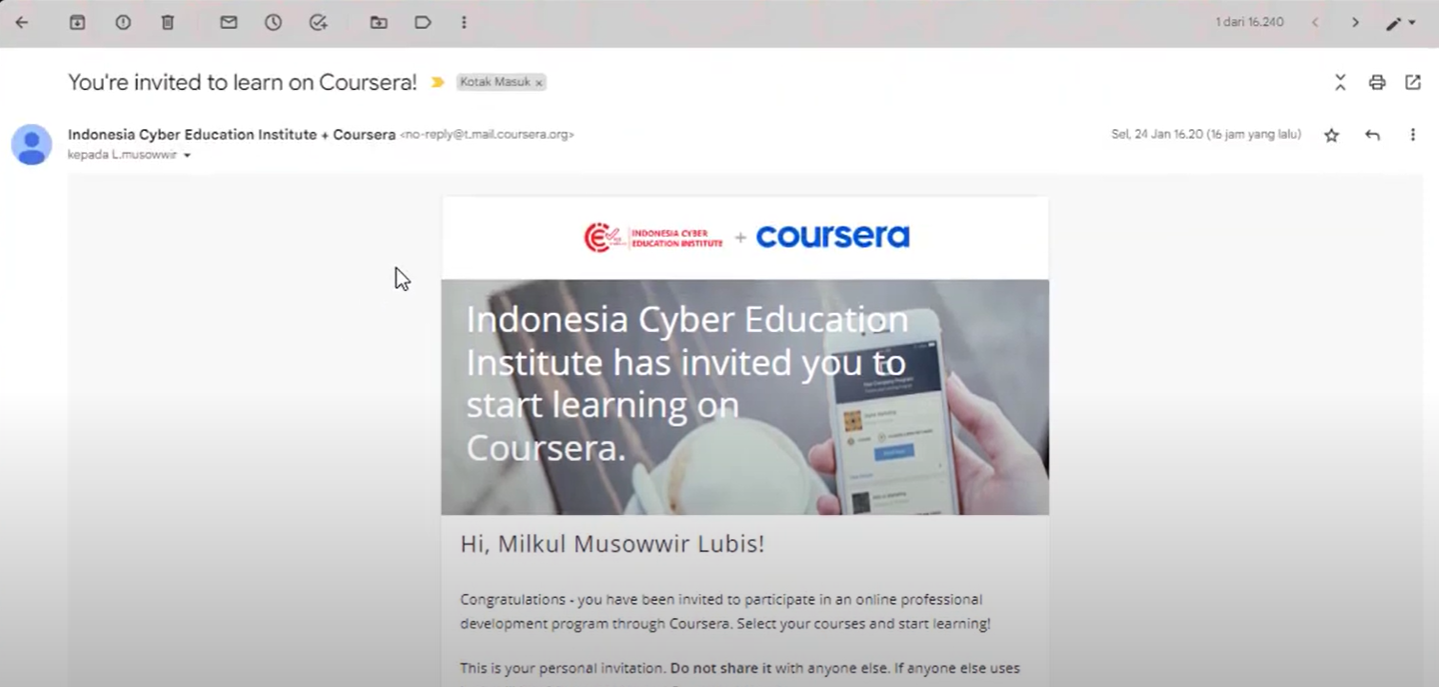 1 dari 16.240
You're invited to learn on Coursera!
Kotak Masuk x
Indonesia Cyber Education Institute + Coursera <no-reply@t.mail.coursera.org>
Sel, 24 Jan 16.20 (16 jam yang lalu)
kepada L.musowwir
INDONESIA CYBER
EDUCATION INSTITUTE
+ coursera
Indonesia Cyber Education
Institute has invited you to
start learning on
Coursera.
Hi, Milkul Musowwir Lubis!
Congratulations - you have been invited to participate in an online professional
development program through Coursera. Select your courses and start learning!
This is your personal invitation. Do not share it with anyone else. If anyone else uses